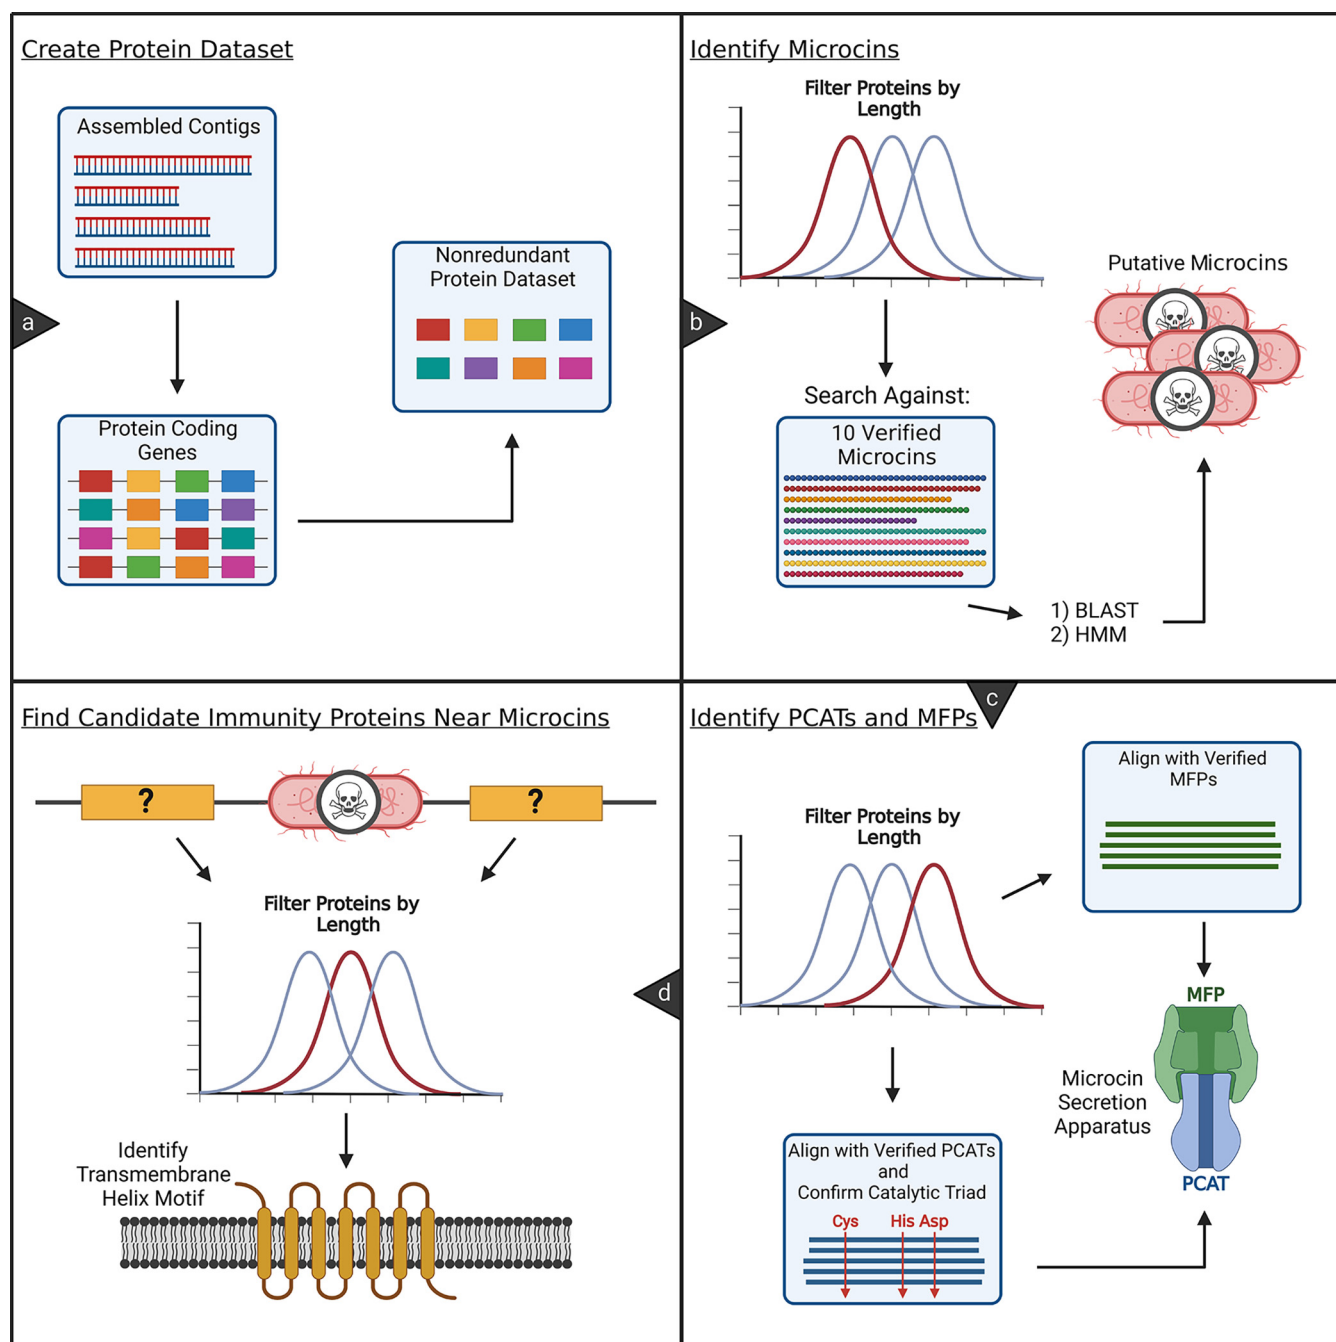 Create Protein Dataset
Assembled Contigs
Nonredundant
Protein Dataset
a
Protein Coding
Genes
Identify Microcins
Filter Proteins by
Length
b
Putative Microcins
Search Against:
10 Verified
Microcins
1) BLAST
2) HMM
Identify PCATs and MFPs
c
Filter Proteins by
Length
Align with Verified
MFPs
MFP
Microcin
Secretion
Apparatus
PCAT
Align with Verified PCATs
and
Confirm Catalytic Triad
Cys His Asp
Find Candidate Immunity Proteins Near Microcins
? ?
Filter Proteins by
Length
d
Identify
Transmembrane
Helix Motif